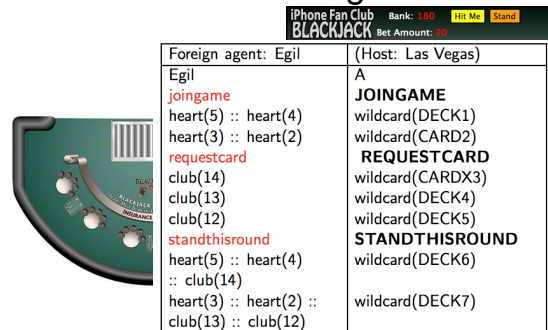 iPhone Fan Club Bank: 180 Hit Me Stand
BLACKJACK Bet Amount: 20
Foreign agent: Egil (Host: Las Vegas)
Egil A
joingame JOINGAME
heart(5) :: heart(4) wildcard(DECK1)
heart(3) :: heart(2) wildcard(CARD2)
requestcard REQUESTCARD
club(14) wildcard(CARDX3)
club(13) wildcard(DECK4)
club(12) wildcard(DECK5)
standthisround STANDTHISROUND
heart(5) :: heart(4) wildcard(DECK6)
:: club(14)
heart(3) :: heart(2) :: wildcard(DECK7)
club(13) :: club(12)
INSURANCE